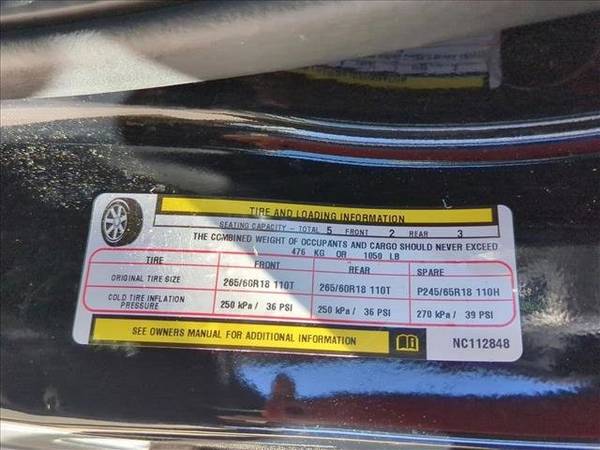 TIRE AND LOADING INFORMATION
SEATING CAPACITY - TOTAL 5 FRONT 2 REAR 3
THE COMBINED WEIGHT OF OCCUPANTS AND CARGO SHOULD NEVER EXCEED
476 KG OR 1050 LB
TIRE FRONT REAR SPARE
ORIGINAL TIRE SIZE 265/60R18 110T 265/60R18 110T P245/65R18 110H
COLD TIRE INFLATION PRESSURE 250 kPa / 36 PSI 250 kPa / 36 PSI 270 kPa / 39 PSI
SEE OWNERS MANUAL FOR ADDITIONAL INFORMATION NC112848